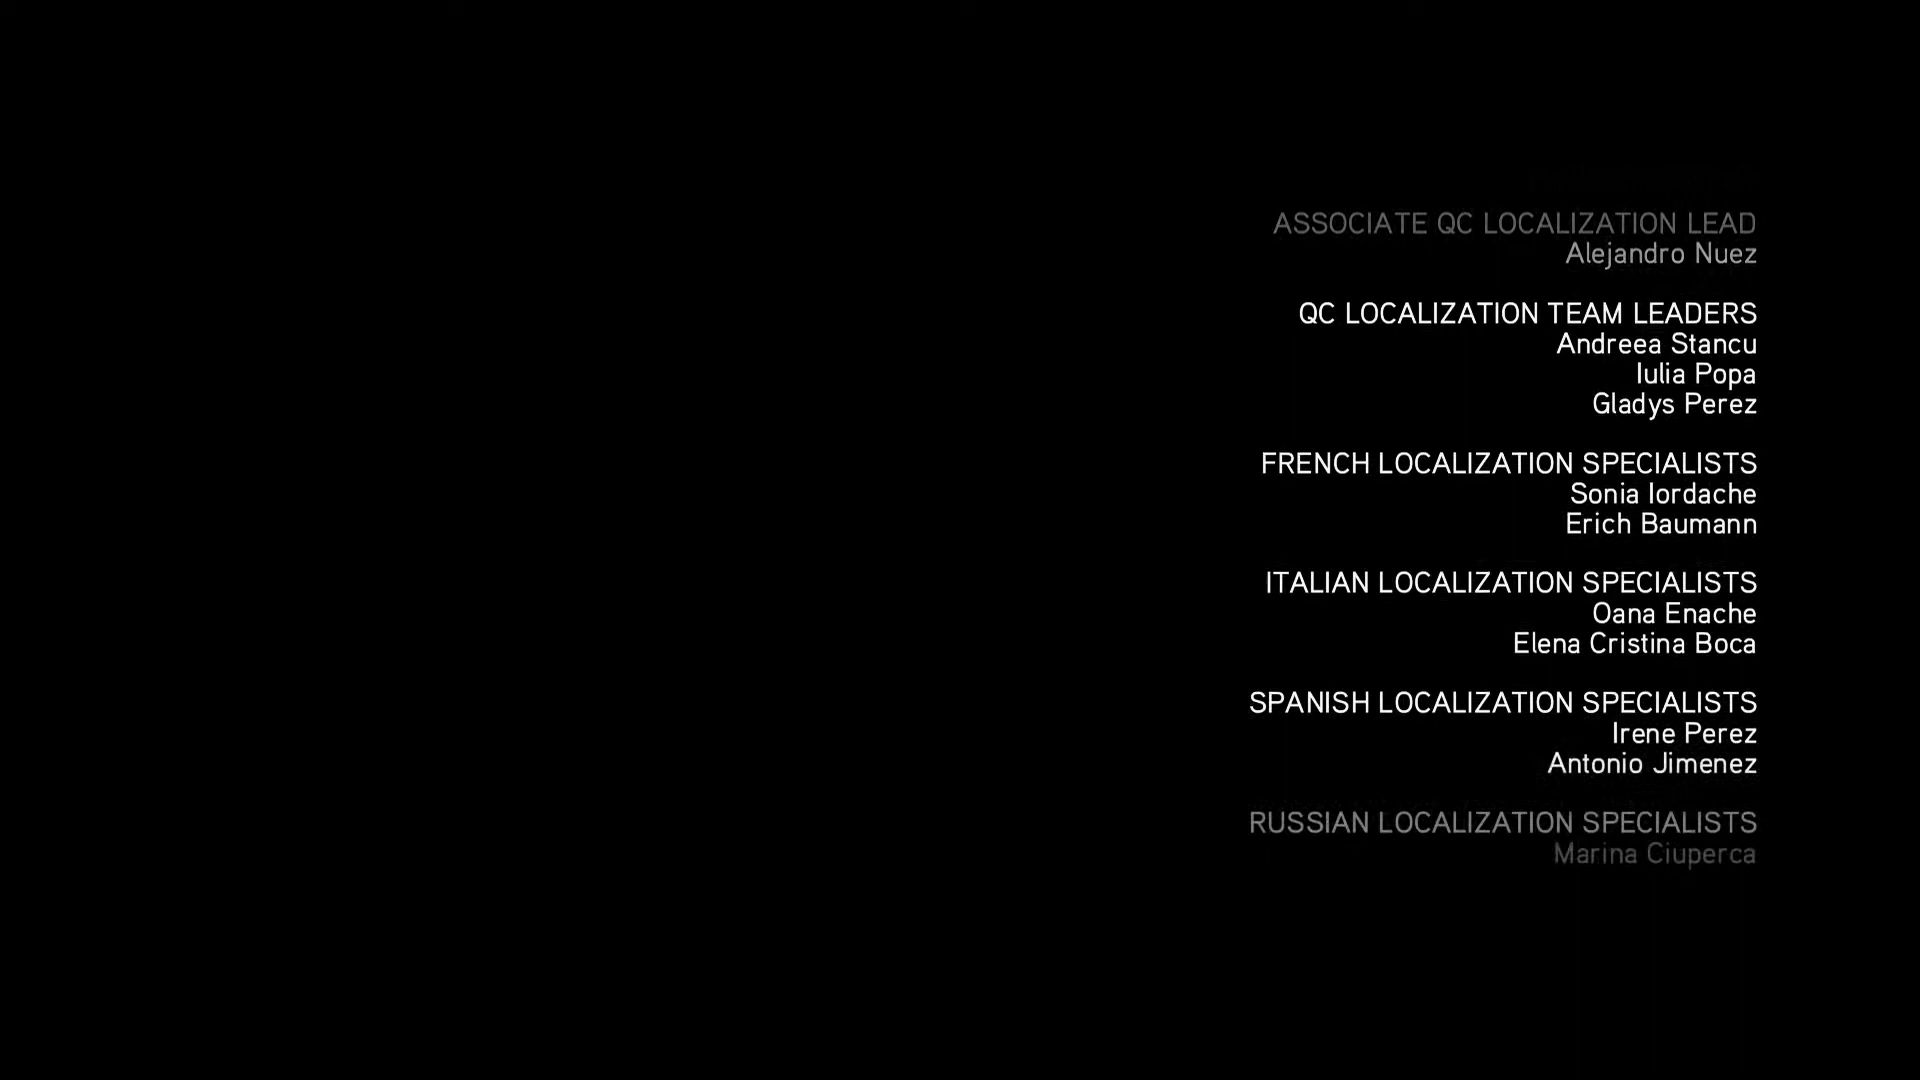 ASSOCIATE QC LOCALIZATION LEAD
Alejandro Nuez
QC LOCALIZATION TEAM LEADERS
Andreea Stancu
Iulia Popa
Gladys Perez
FRENCH LOCALIZATION SPECIALISTS
Sonia Iordache
Erich Baumann
ITALIAN LOCALIZATION SPECIALISTS
Oana Enache
Elena Cristina Boca
SPANISH LOCALIZATION SPECIALISTS
Irene Perez
Antonio Jimenez
RUSSIAN LOCALIZATION SPECIALISTS
Marina Ciuperca